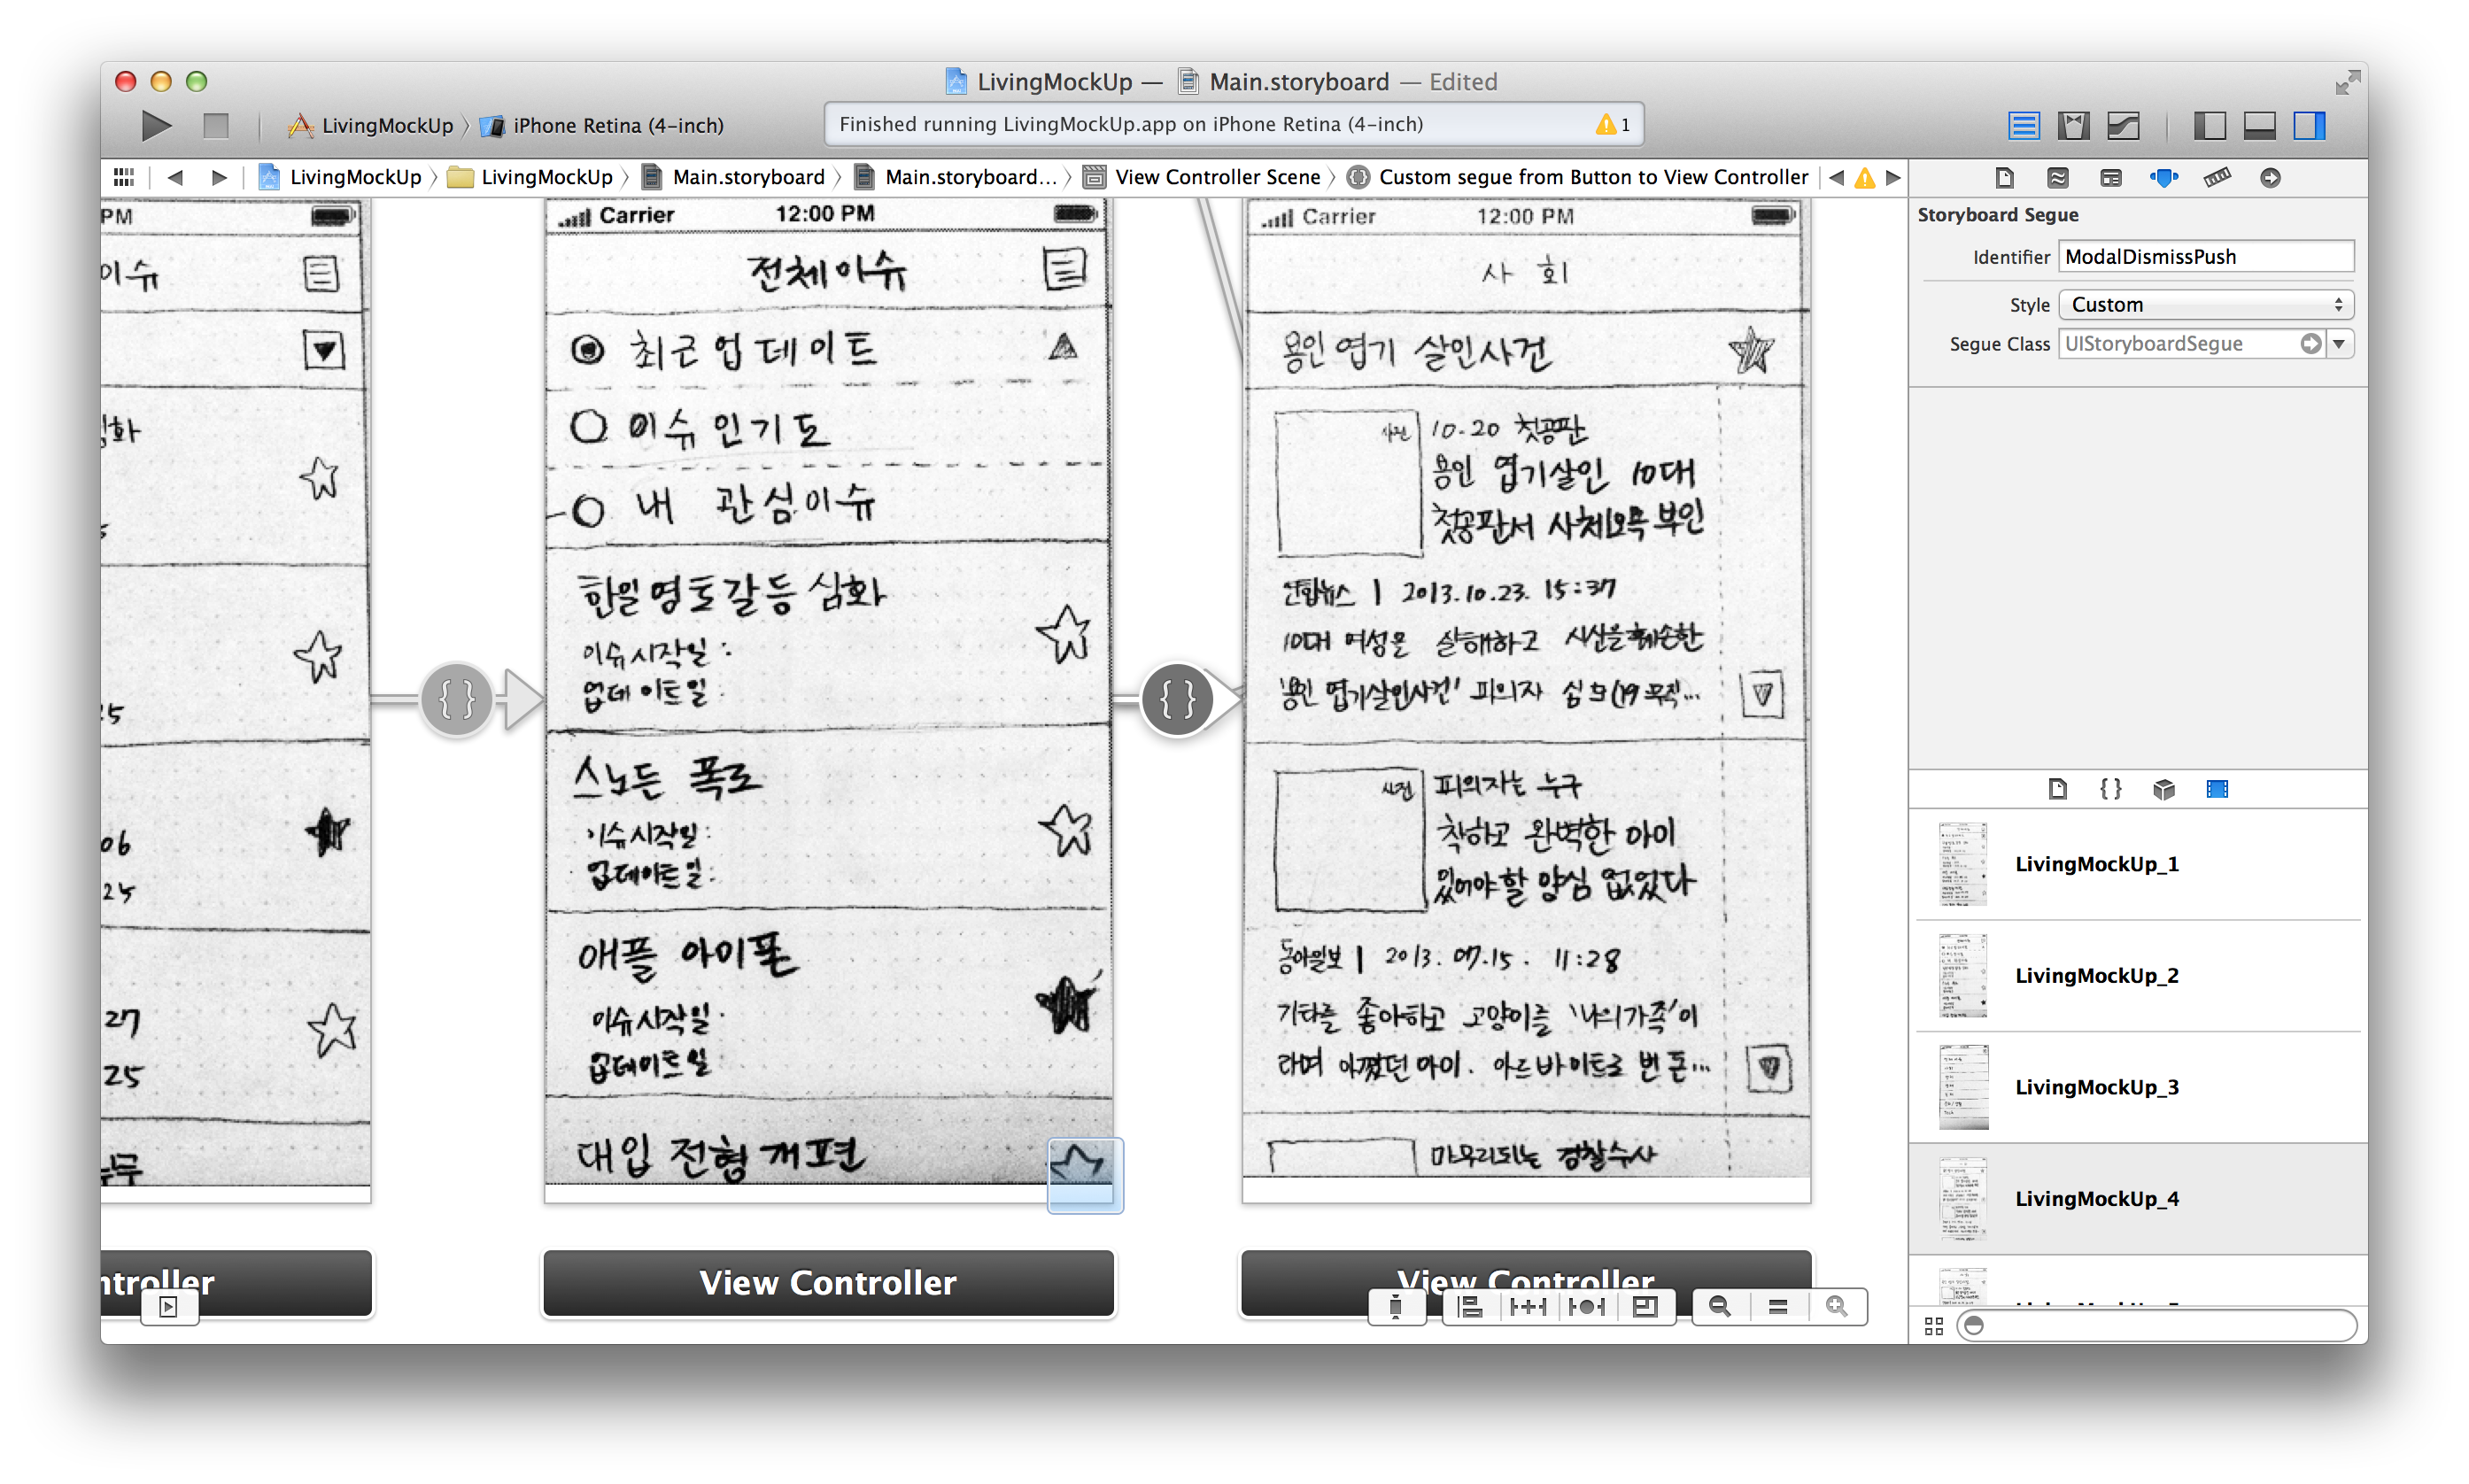 LivingMockUp — Main.storyboard — Edited
LivingMockUp iPhone Retina (4-inch)
Finished running LivingMockUp.app on iPhone Retina (4-inch) 1
LivingMockUp LivingMockUp Main.storyboard Main.storyboard... View Controller Scene Custom segue from Button to View Controller
PM
이슈
심화
5
25
06
25
27
25
ntroller
Carrier 12:00 PM
전체이슈
최근업데이트
이슈인기도
내 관심이슈
한일영토갈등심화
이슈시작일:
업데이트일
스노든 폭로
이슈시작일:
업데이트일:
애플 아이폰
이슈시작일
업데이트일
대입 전형개편
View Controller
Carrier 12:00 PM
사 회
용인엽기 살인사건
사진 10.20 첫공판
용인 엽기살인 10대
첫공판서 사체모욕 부인
연합뉴스 | 2013.10.23. 15:37
10대 여성을 살해하고 시신을훼손한
'용인 엽기살인사건' 피의자 심모(19 무직...
사진 피의자는 누구
착하고 완벽한 아이
있어야 할 양심 없었다
동아일보 | 2013. 07.15. 11:28
기타를 좋아하고 고양이를 '나의가족'이
라며 아꼈던 아이. 아르바이트로 번 돈...
마무리되는 경찰수사
View Controller
Storyboard Segue
Identifier ModalDismissPush
Style Custom
Segue Class UIStoryboardSegue
LivingMockUp_1
LivingMockUp_2
LivingMockUp_3
LivingMockUp_4